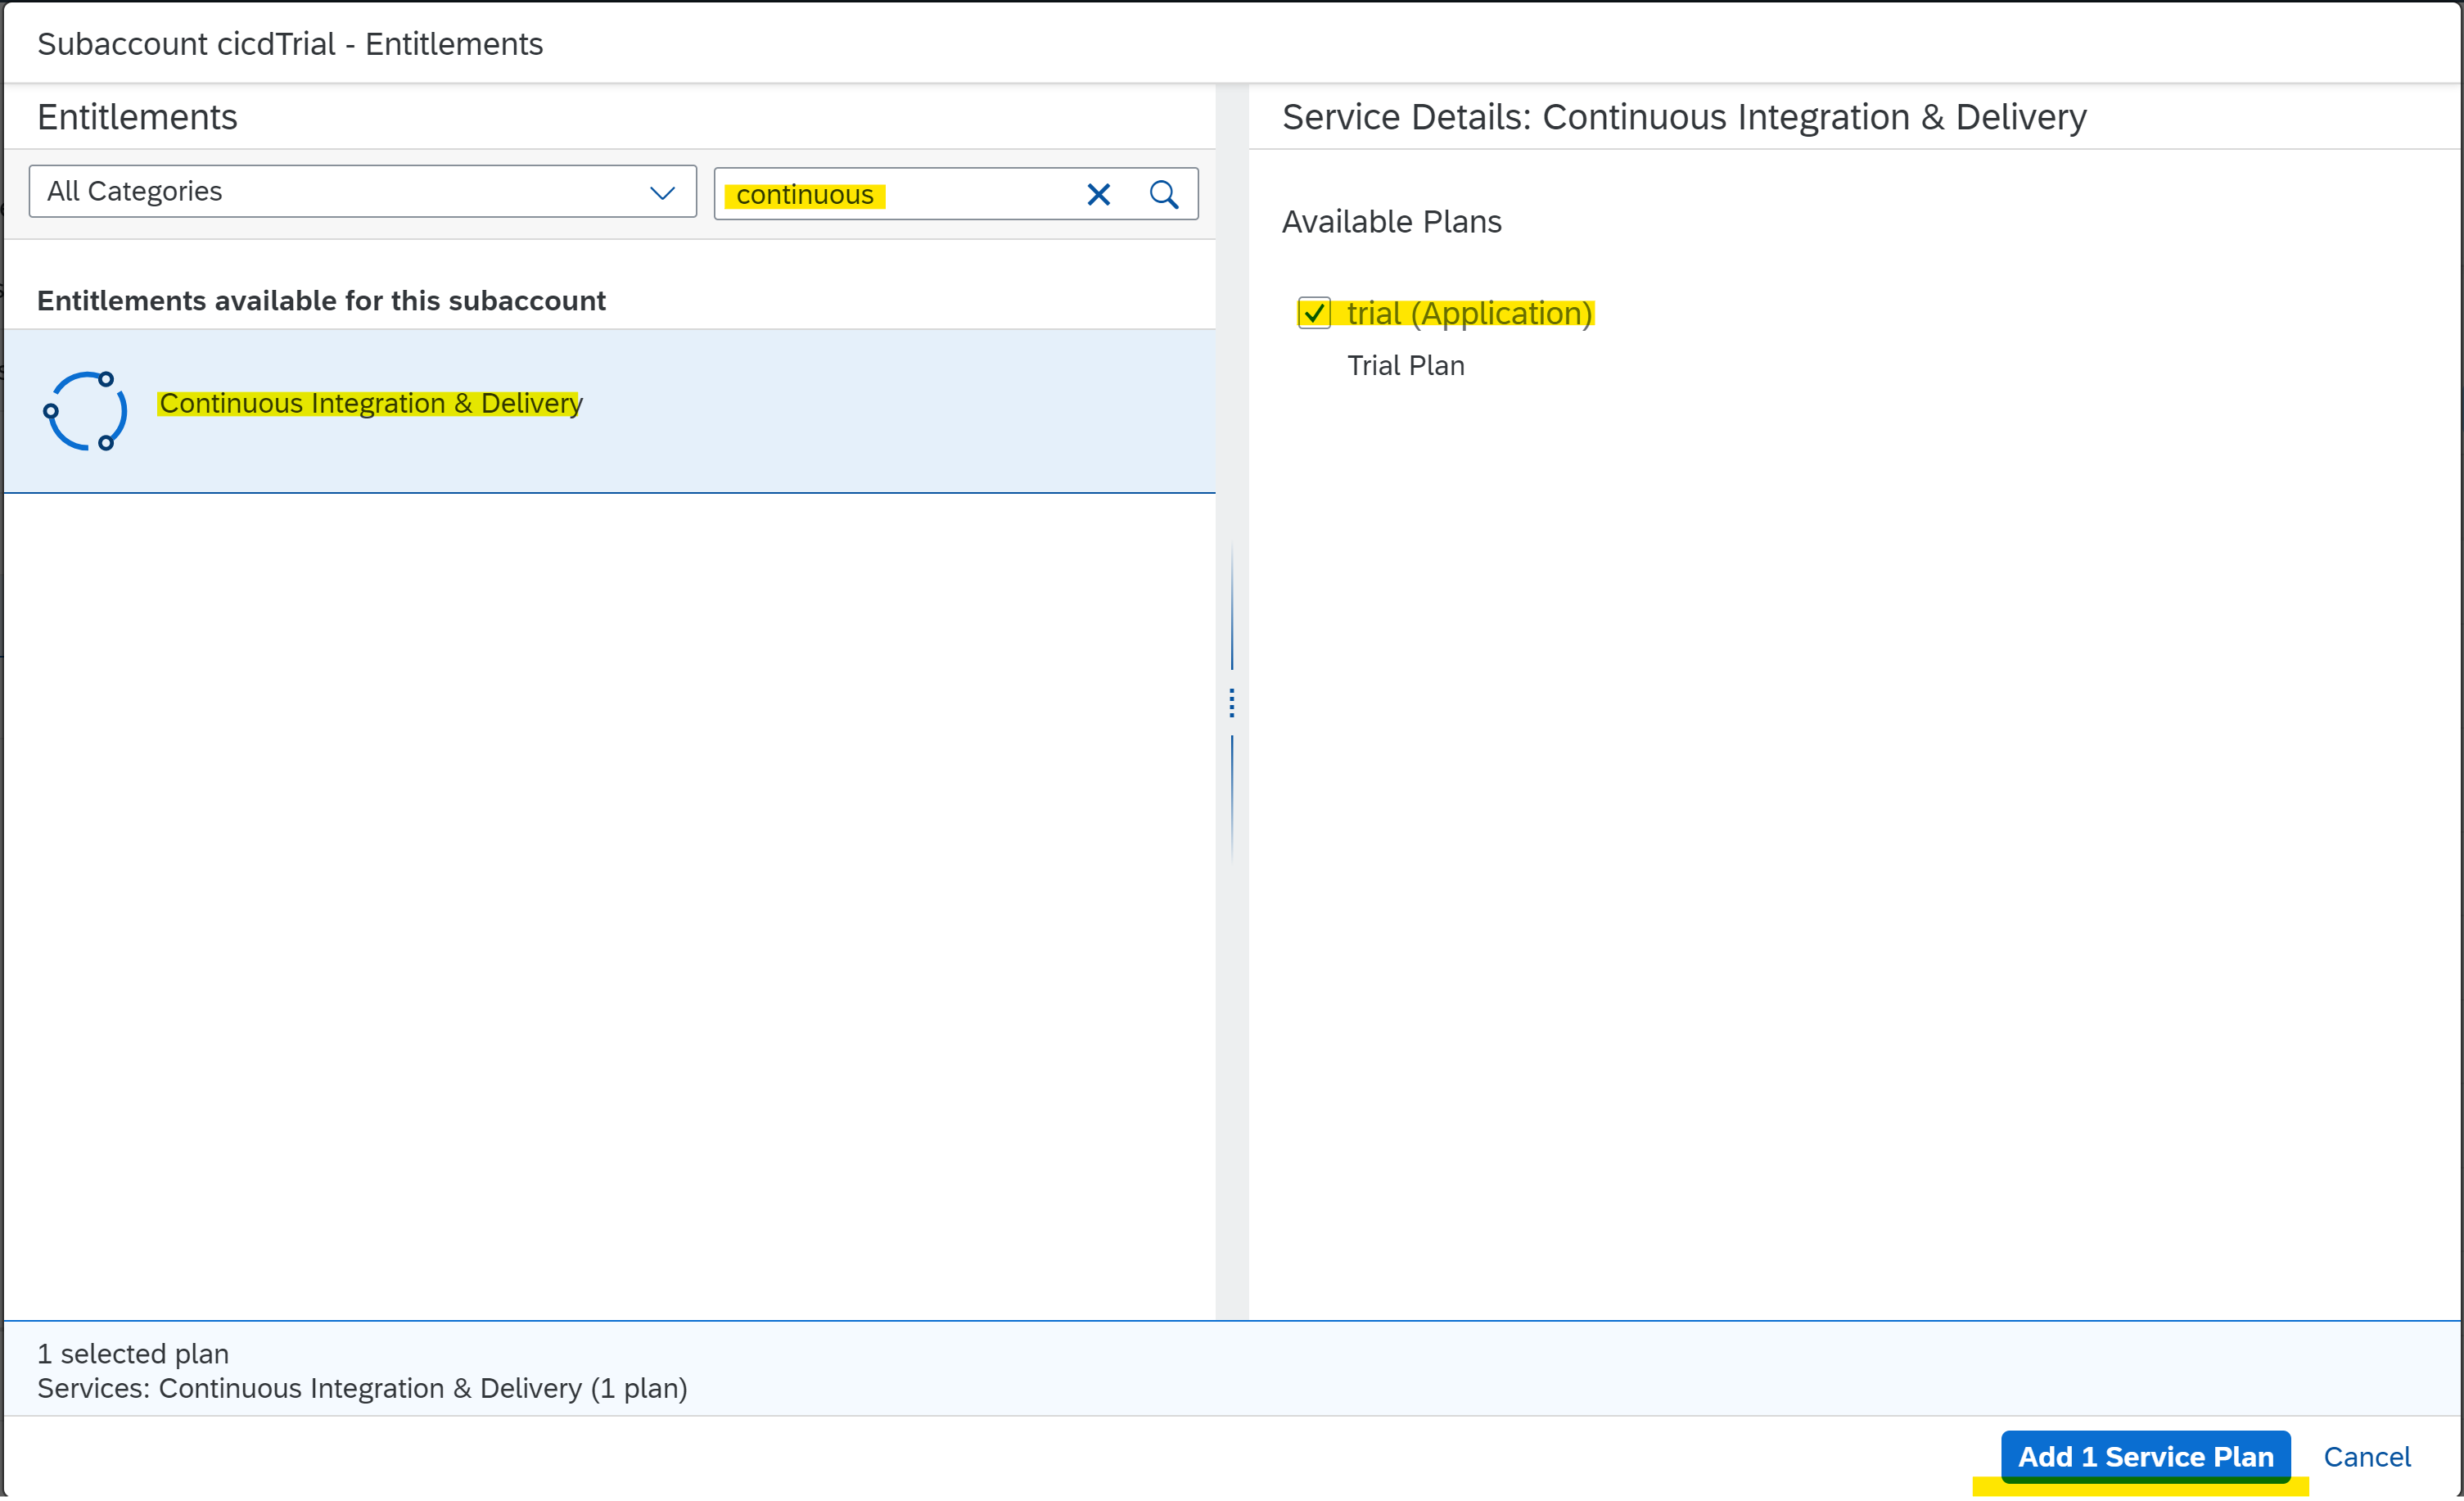 Subaccount cicdTrial - Entitlements
Entitlements
All Categories
continuous
Entitlements available for this subaccount
Continuous Integration & Delivery
Service Details: Continuous Integration & Delivery
Available Plans
trial (Application)
Trial Plan
1 selected plan
Services: Continuous Integration & Delivery (1 plan)
Add 1 Service Plan
Cancel